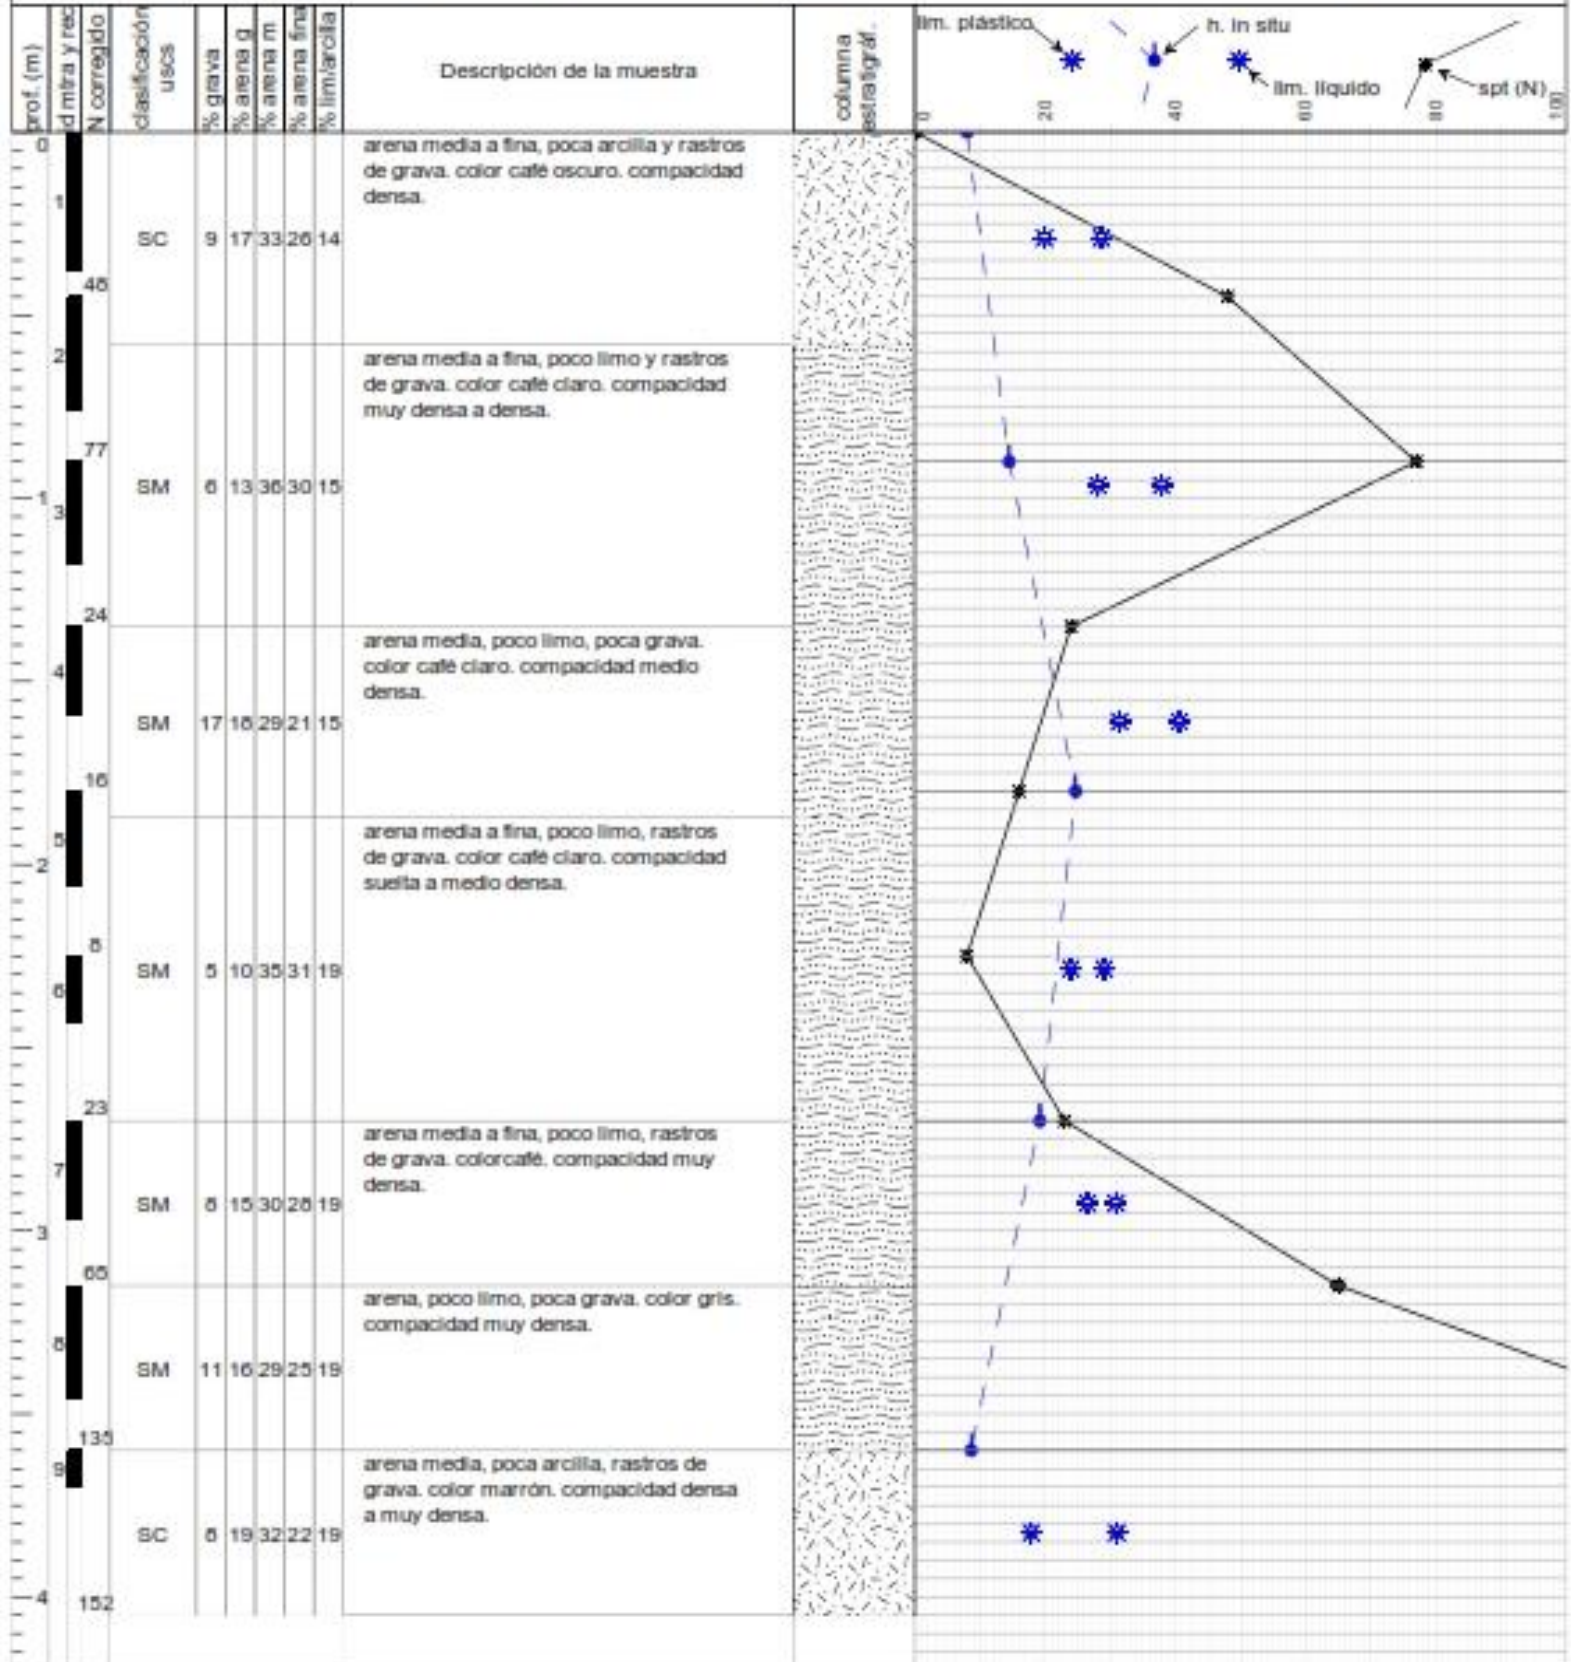 prof. (m)
id mtra y rec
N corregido
clasificación
uscs
% grava
% arena g
% arena m
% arena fina
% lim/arcilla
Descripción de la muestra
columna
estratigráf.
lim. plástico
h. in situ
lim. líquido
spt (N)
0 20 40 60 80 100
0
arena media a fina, poca arcilla y rastros
de grava. color café oscuro. compacidad
densa.
1
SC 9 17 33 26 14
48
arena media a fina, poco limo y rastros
de grava. color café claro. compacidad
muy densa a densa.
2
77
SM 6 13 36 30 15
1
3
24
arena media, poco limo, poca grava.
color café claro. compacidad medio
densa.
4
SM 17 18 29 21 15
16
arena media a fina, poco limo, rastros
de grava. color café claro. compacidad
suelta a medio densa.
5
2
8
SM 5 10 35 31 19
6
23
arena media a fina, poco limo, rastros
de grava. colorcafé. compacidad muy
densa.
7
SM 8 15 30 28 19
3
65
arena, poco limo, poca grava. color gris.
compacidad muy densa.
8
SM 11 16 29 25 19
135
arena media, poca arcilla, rastros de
grava. color marrón. compacidad densa
a muy densa.
9
SC 8 19 32 22 19
4
152